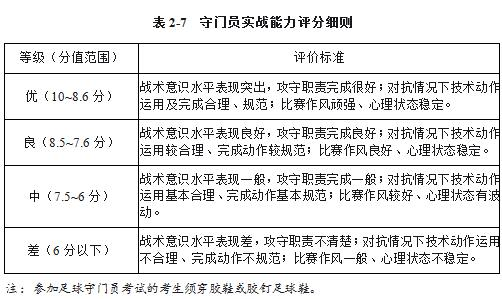 表 2-7 守门员实战能力评分细则
等级（分值范围） 评价标准
优（10~8.6 分） 战术意识水平表现突出，攻守职责完成很好；对抗情况下技术动作
运用及完成合理、规范；比赛作风顽强、心理状态稳定。
良（8.5~7.6 分） 战术意识水平表现良好，攻守职责完成良好；对抗情况下技术动作
运用较合理、完成动作较规范；比赛作风良好、心理状态稳定。
中（7.5~6 分） 战术意识水平表现一般，攻守职责完成一般；对抗情况下技术动作
运用基本合理、完成动作基本规范；比赛作风较好、心理状态有波
动。
差（6 分以下） 战术意识水平表现差，攻守职责不清楚；对抗情况下技术动作运用
不合理、完成动作不规范；比赛作风一般、心理状态不稳定。
注：参加足球守门员考试的考生须穿胶鞋或胶钉足球鞋。